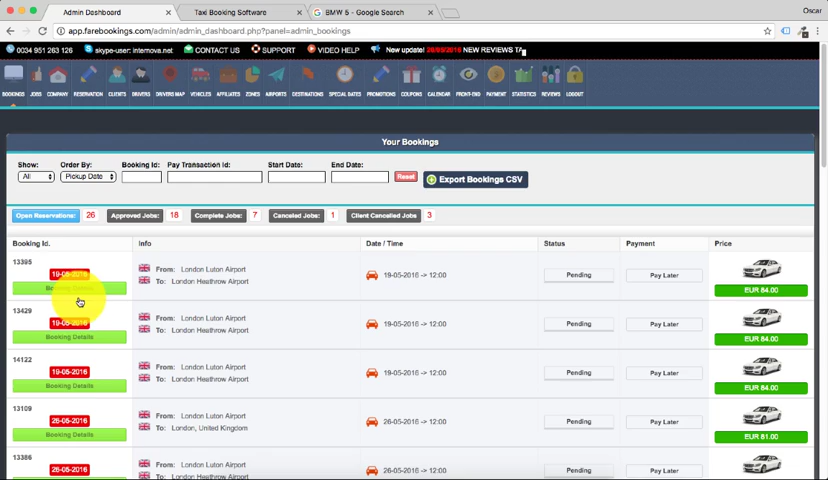 Admin Dashboard
Taxi Booking Software
BMW 5 - Google Search
Oscar
app.farebookings.com/admin/admin_dashboard.php?panel=admin_bookings
0034 951 263 126 skype-user: internova.net CONTACT US SUPPORT VIDEO HELP New update! 26/05/2016 NEW REVIEWS TA
BOOKINGS JOBS COMPANY RESERVATION CLIENTS DRIVERS DRIVERS MAP VEHICLES AFFILIATES ZONES AIRPORTS DESTINATIONS SPECIAL DATES PROMOTIONS COUPONS CALENDAR FRONT-END PAYMENT STATISTICS REVIEWS LOGOUT
Your Bookings
Show: Order By: Booking Id: Pay Transaction Id: Start Date: End Date:
All Pickup Date Reset Export Bookings CSV
Open Reservations: 26 Approved Jobs: 18 Complete Jobs: 7 Canceled Jobs: 1 Client Cancelled Jobs 3
Booking Id. Info Date / Time Status Payment Price
13395
19-05-2016
Booking Details
From: London Luton Airport
To: London Heathrow Airport
19-05-2016 -> 12:00
Pending
Pay Later
EUR 84.00
13429
19-05-2016
Booking Details
From: London Luton Airport
To: London Heathrow Airport
19-05-2016 -> 12:00
Pending
Pay Later
EUR 84.00
14122
19-05-2016
Booking Details
From: London Luton Airport
To: London Heathrow Airport
19-05-2016 -> 12:00
Pending
Pay Later
EUR 84.00
13109
26-05-2016
Booking Details
From: London Luton Airport
To: London, United Kingdom
26-05-2016 -> 12:00
Pending
Pay Later
EUR 81.00
13386
26-05-2016
From: London Luton Airport
To: London Heathrow Airport
26-05-2016 -> 12:00
Pending
Pay Later